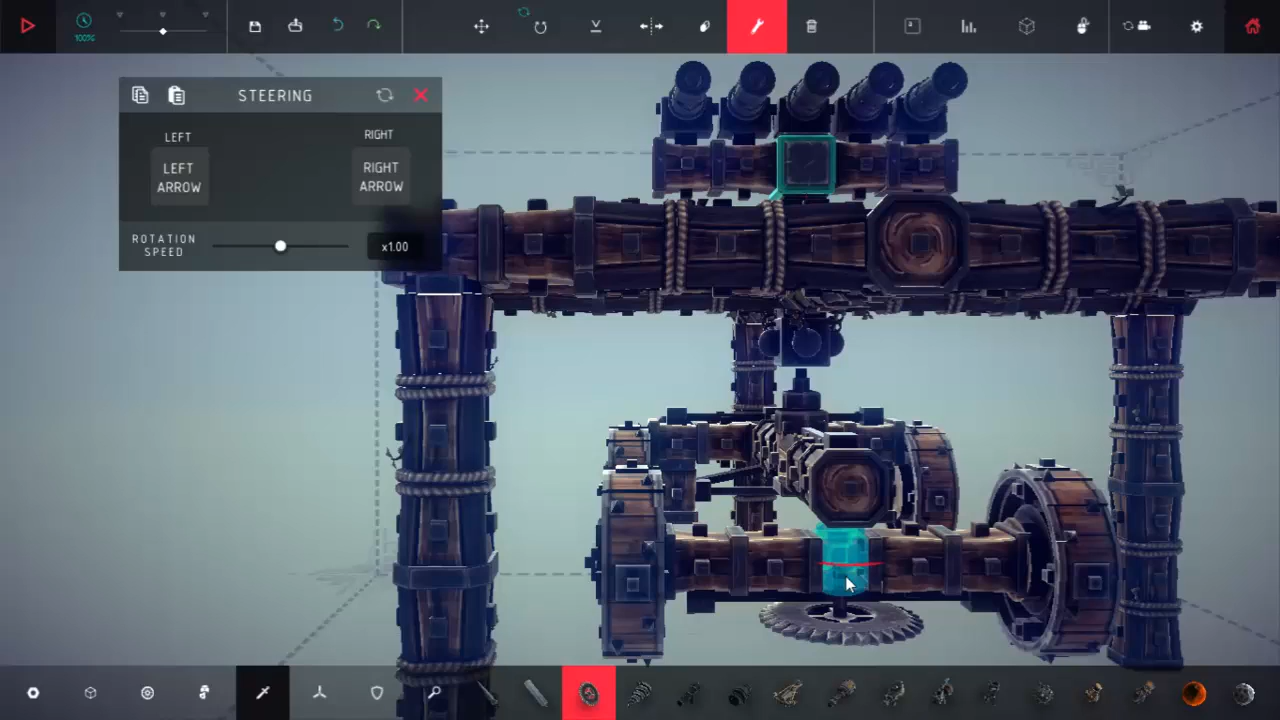 100%
STEERING
LEFT
RIGHT
LEFT
ARROW
RIGHT
ARROW
ROTATION
SPEED
x1.00